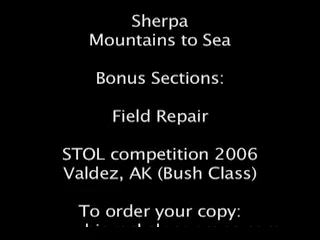 Sherpa
Mountains to Sea
Bonus Sections:
Field Repair
STOL competition 2006
Valdez, AK (Bush Class)
To order your copy: